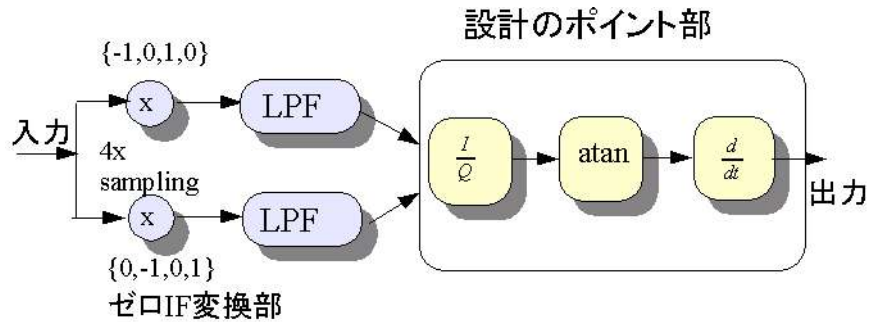 設計のポイント部
{-1,0,1,0}
x
LPF
入力
4x
sampling
I
Q
atan
d
dt
x
LPF
出力
{0,-1,0,1}
ゼロIF変換部